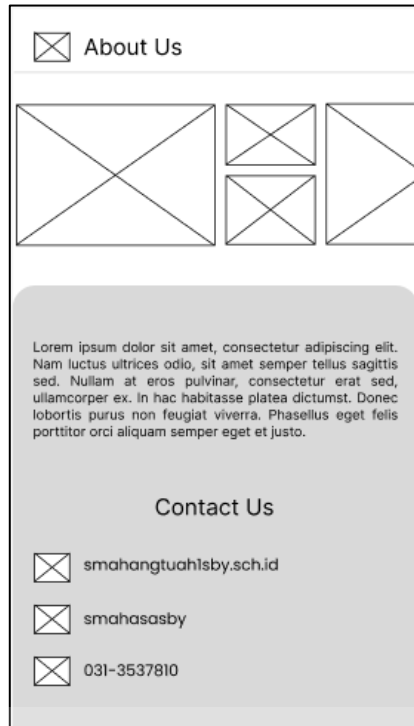 About Us
Lorem ipsum dolor sit amet, consectetur adipiscing elit.
Nam luctus ultrices odio, sit amet semper tellus sagittis
sed. Nullam at eros pulvinar, consectetur erat sed,
ullamcorper ex. In hac habitasse platea dictumst. Donec
lobortis purus non feugiat viverra. Phasellus eget felis
porttitor orci aliquam semper eget et justo.
Contact Us
smahangtuah1sby.sch.id
smahasasby
031-3537810